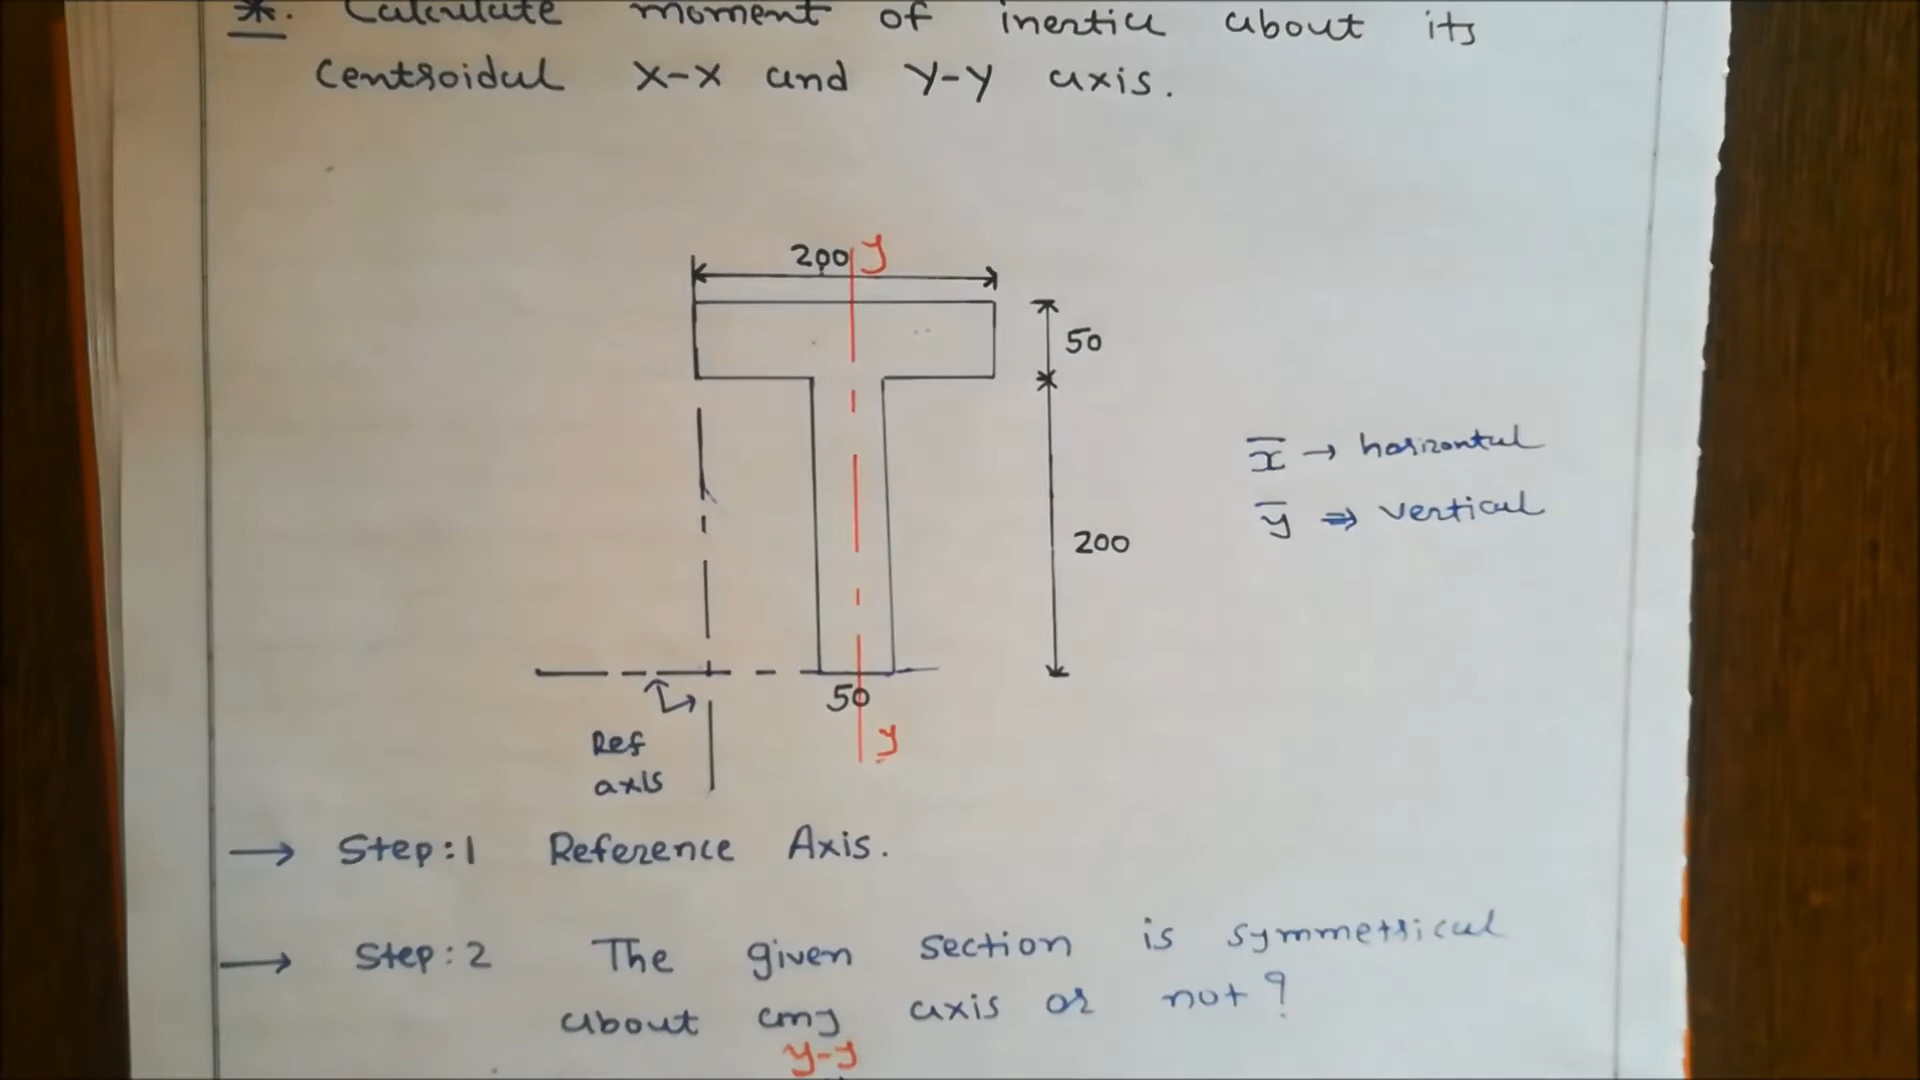 *. Calculate moment of inertia about its
Centroidal X-X and Y-Y axis.
200 y
50
x̄ → horizontal
ȳ ⇒ vertical
200
50
Ref
axis
y
→ Step:1 Reference Axis.
→ Step:2 The given section is symmetrical
about any axis or not?
y-y